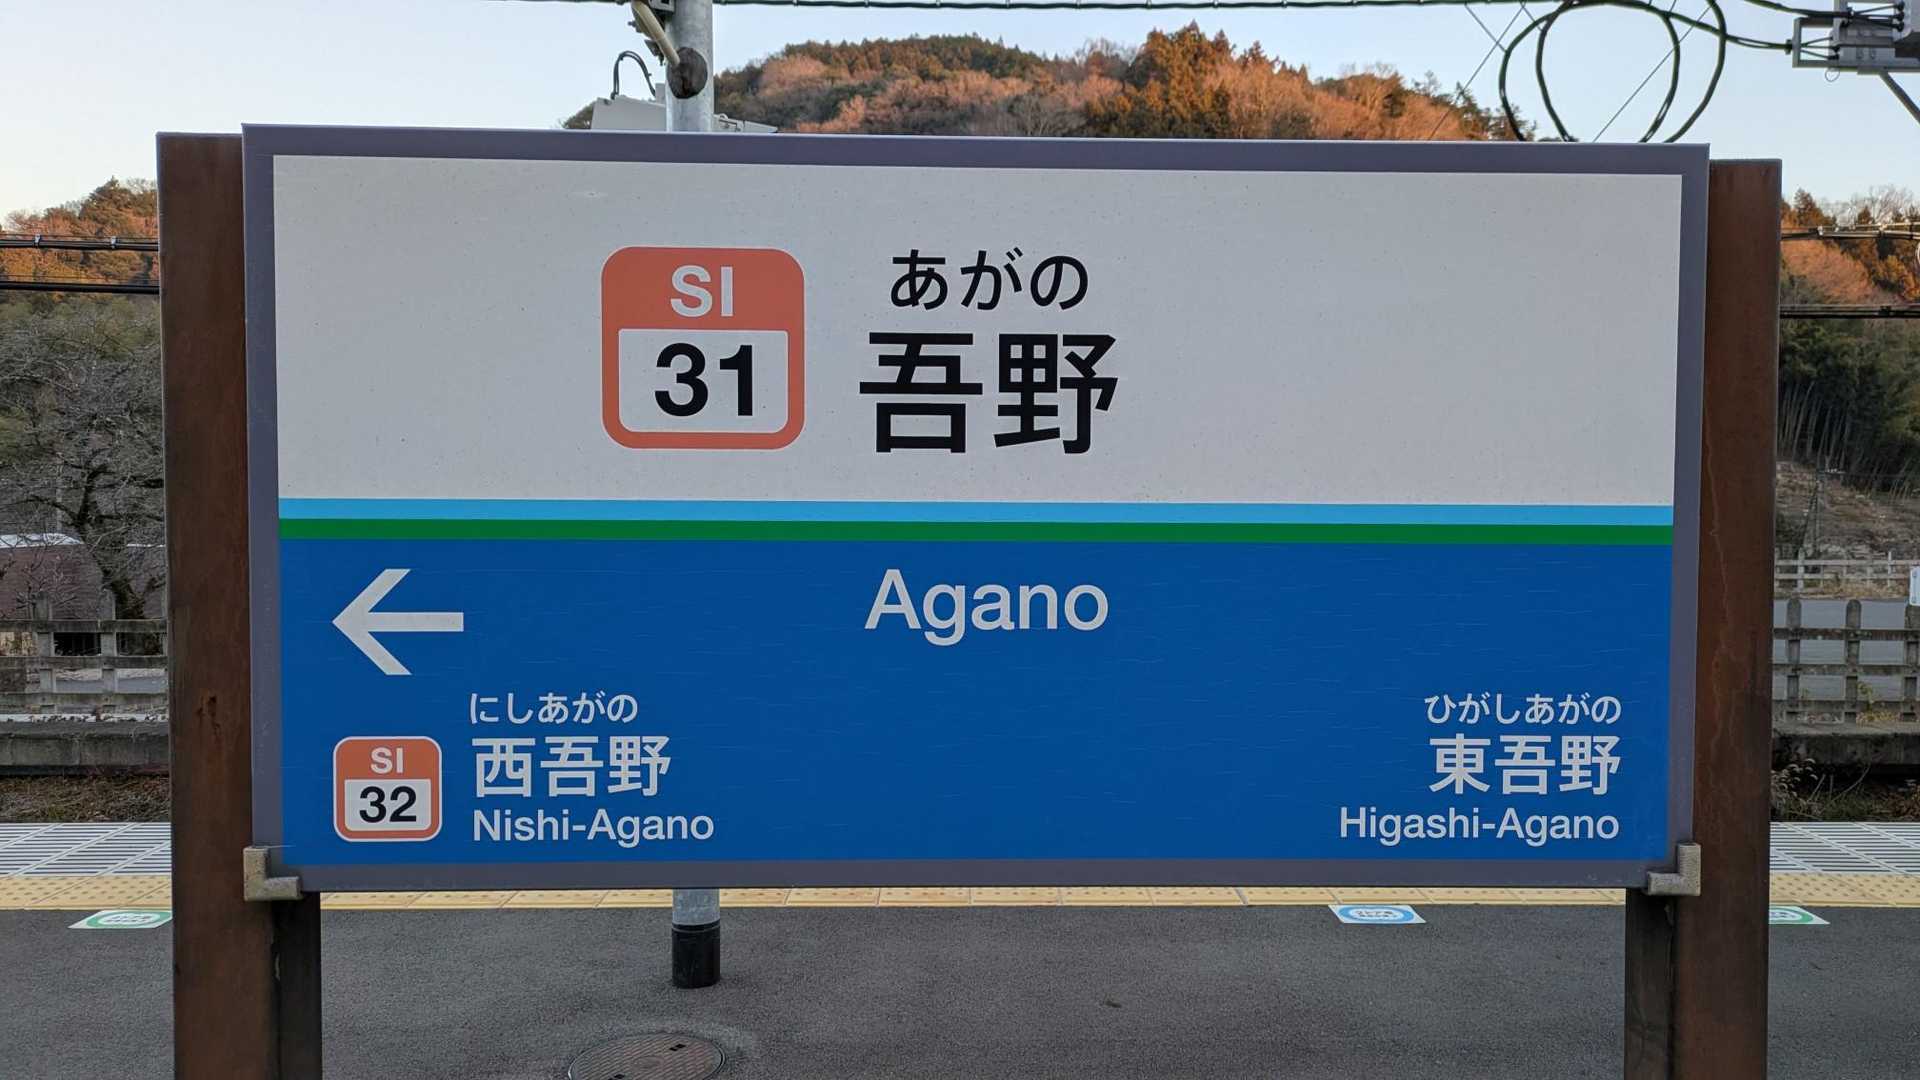 SI
31
あがの
吾野
Agano
にしあがの
SI
32
西吾野
Nishi-Agano
ひがしあがの
東吾野
Higashi-Agano